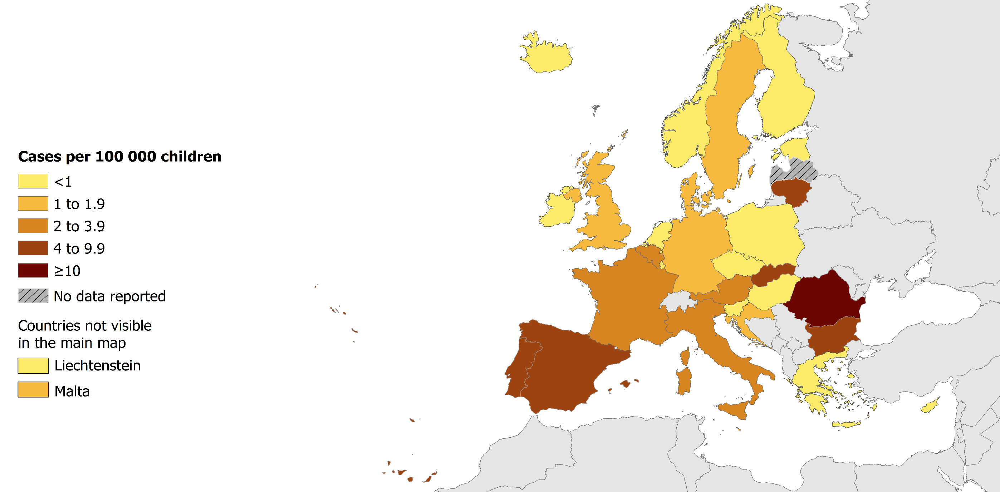 Cases per 100 000 children
<1
1 to 1.9
2 to 3.9
4 to 9.9
≥10
No data reported
Countries not visible
in the main map
Liechtenstein
Malta